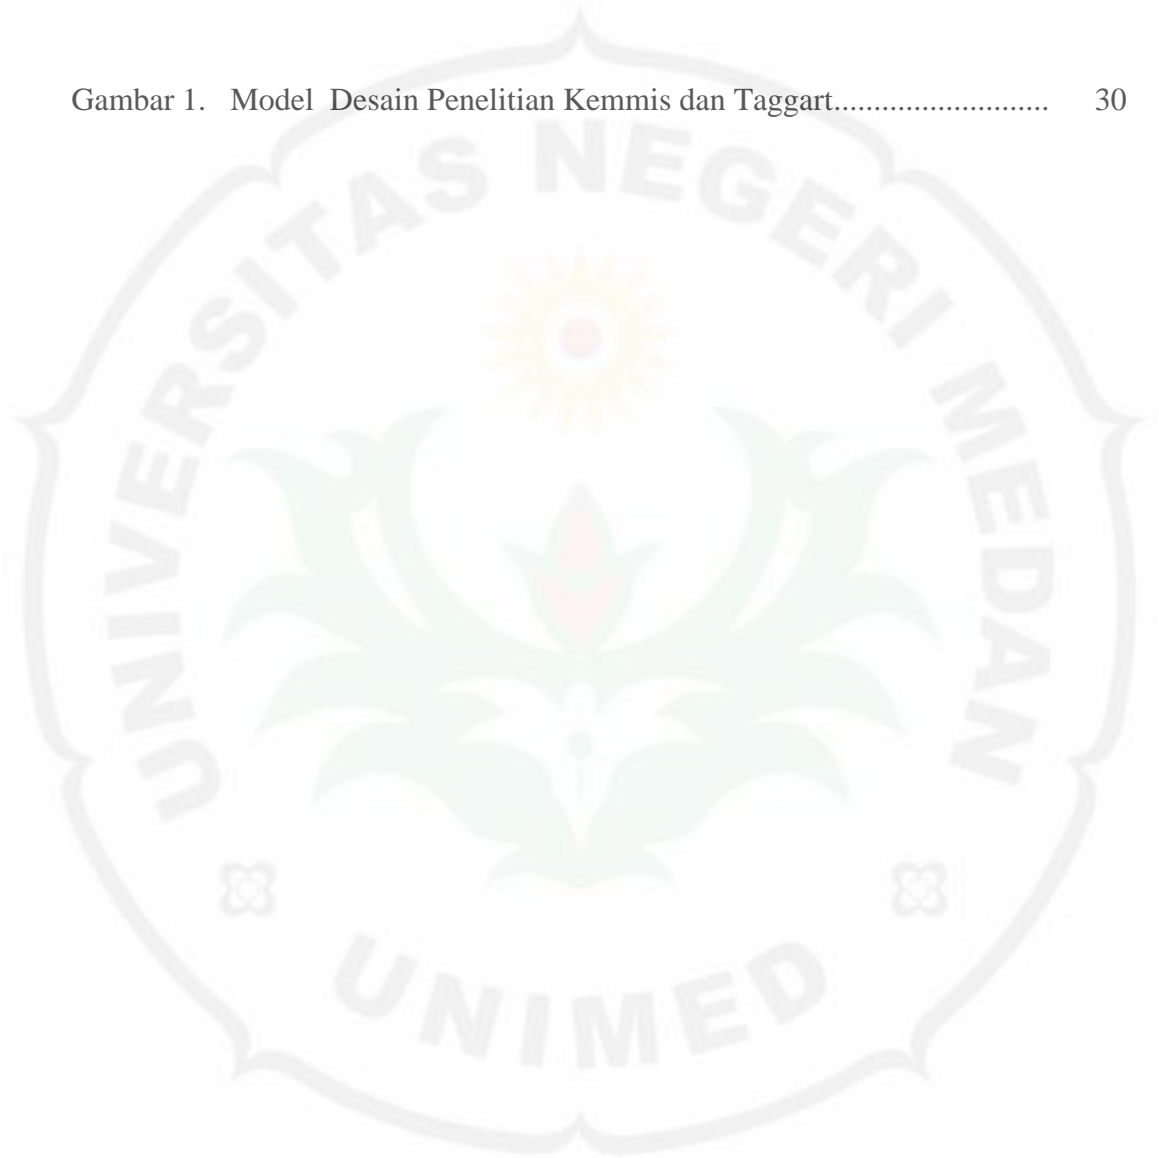 Gambar 1. Model Desain Penelitian Kemmis dan Taggart........................... 30
UNIVERSITAS NEGERI MEDAN
UNIMED